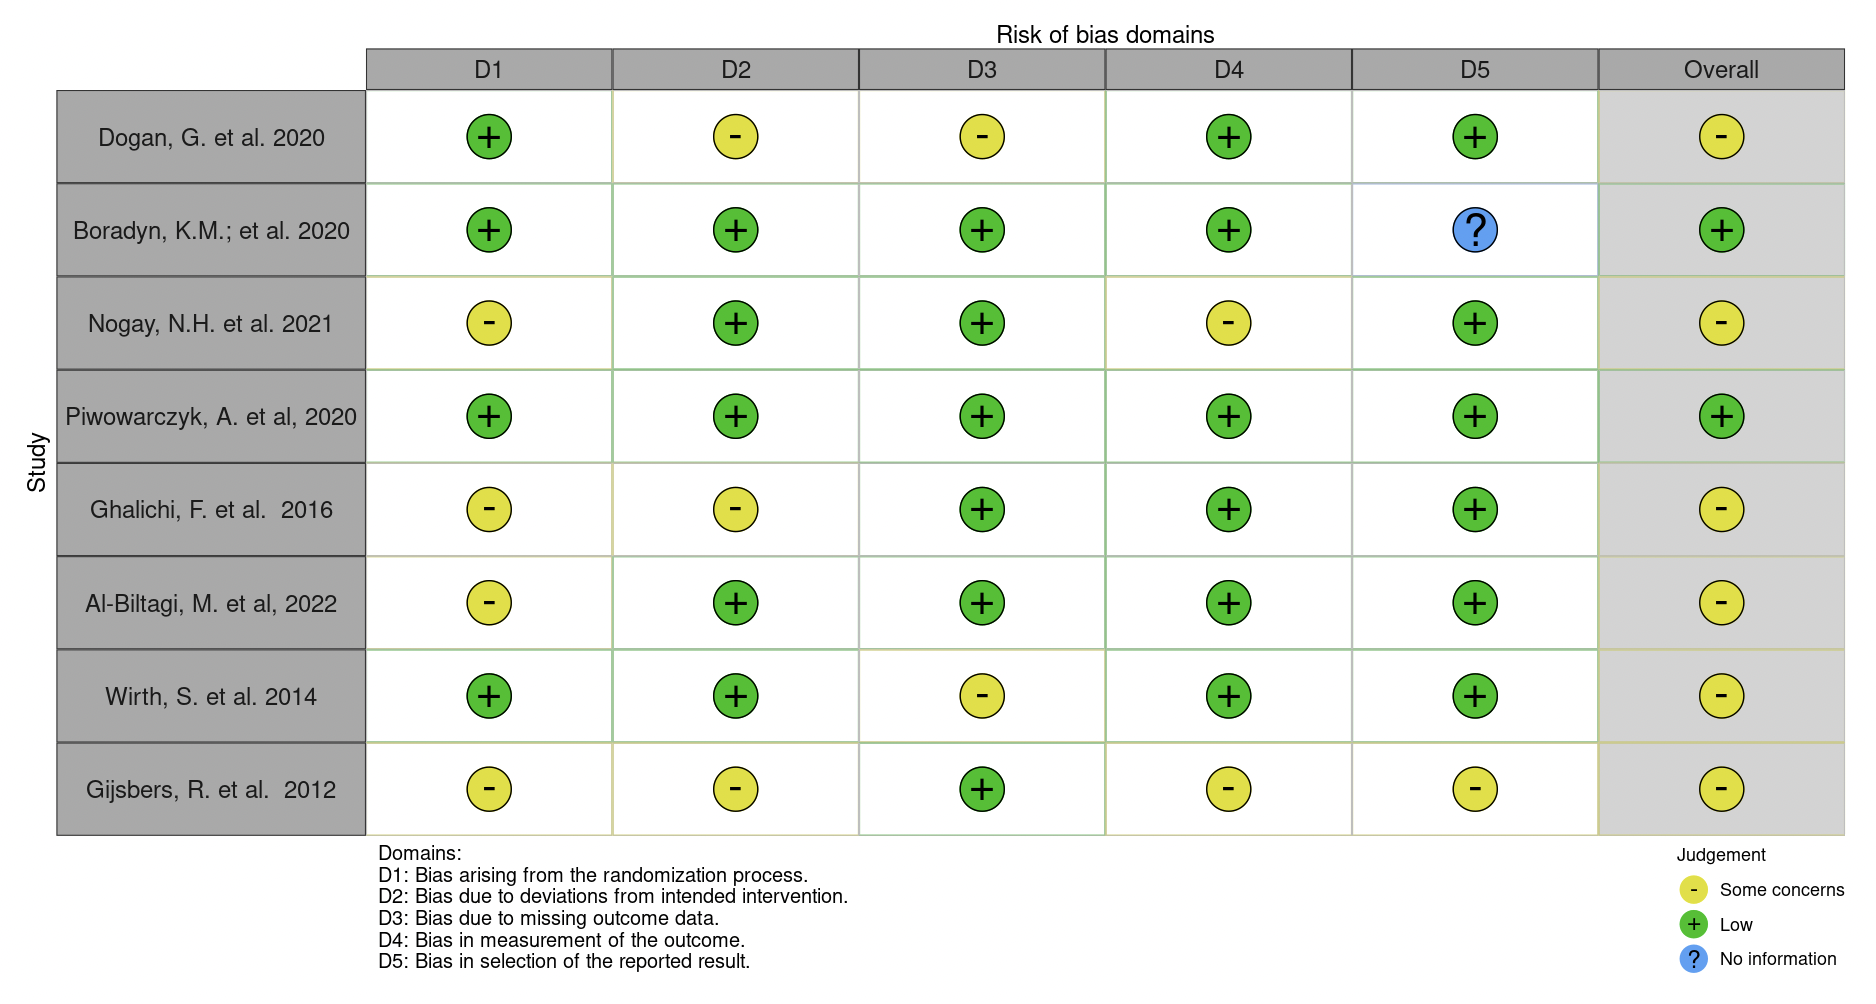 Risk of bias domains
D1 D2 D3 D4 D5 Overall
Study
Dogan, G. et al. 2020 + - - + + -
Boradyn, K.M.; et al. 2020 + + + + ? +
Nogay, N.H. et al. 2021 - + + - + -
Piwowarczyk, A. et al, 2020 + + + + + +
Ghalichi, F. et al.  2016 - - + + + -
Al-Biltagi, M. et al, 2022 - + + + + -
Wirth, S. et al. 2014 + + - + + -
Gijsbers, R. et al.  2012 - - + - - -
Domains:
D1: Bias arising from the randomization process.
D2: Bias due to deviations from intended intervention.
D3: Bias due to missing outcome data.
D4: Bias in measurement of the outcome.
D5: Bias in selection of the reported result.
Judgement
- Some concerns
+ Low
? No information